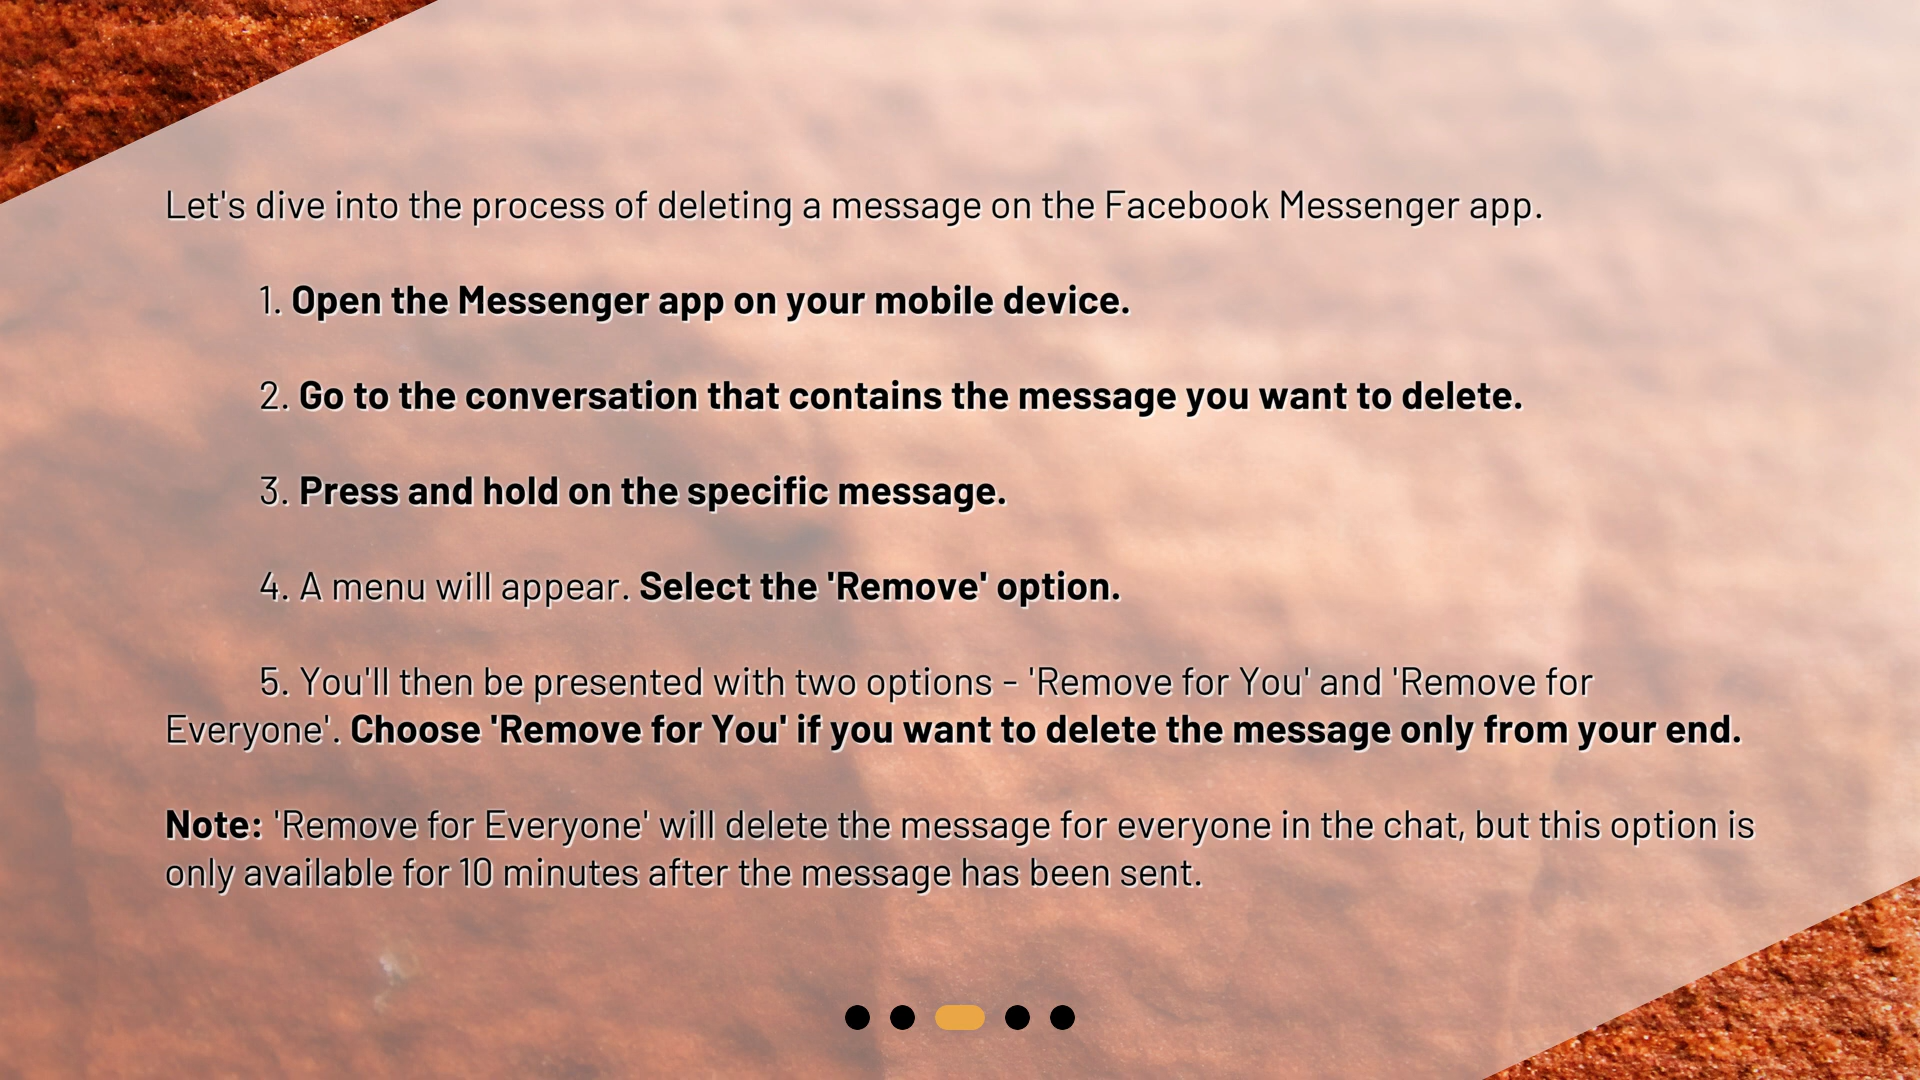 Let's dive into the process of deleting a message on the Facebook Messenger app.
1. Open the Messenger app on your mobile device.
2. Go to the conversation that contains the message you want to delete.
3. Press and hold on the specific message.
4. A menu will appear. Select the 'Remove' option.
5. You'll then be presented with two options - 'Remove for You' and 'Remove for
Everyone'. Choose 'Remove for You' if you want to delete the message only from your end.
Note: 'Remove for Everyone' will delete the message for everyone in the chat, but this option is
only available for 10 minutes after the message has been sent.